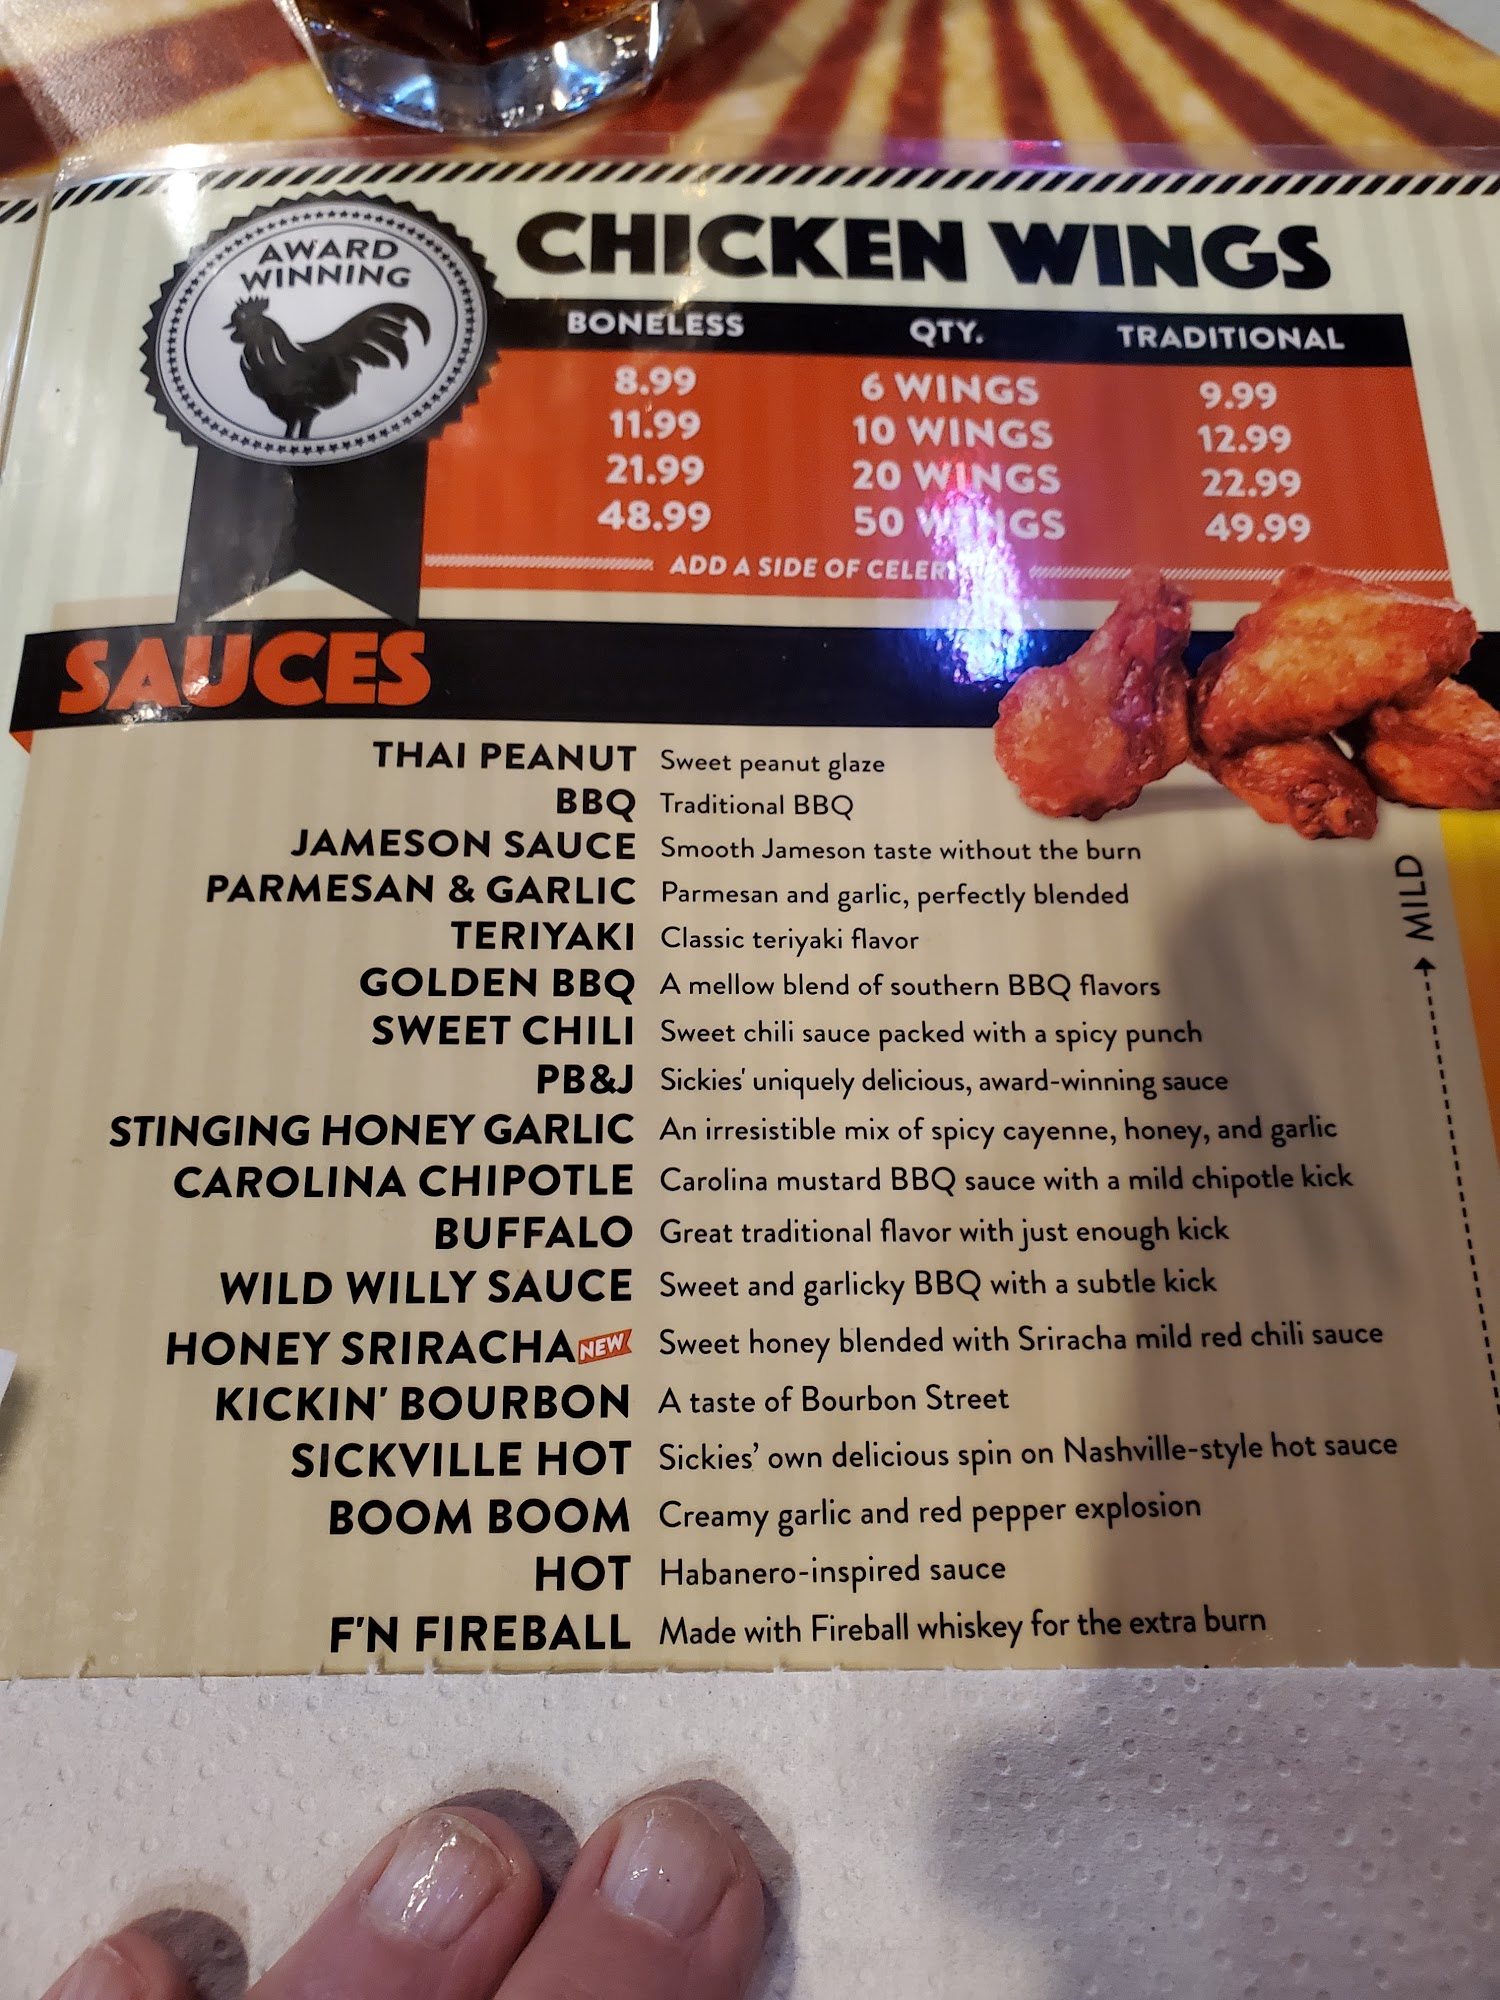 AWARD
WINNING
CHICKEN WINGS
BONELESS QTY. TRADITIONAL
8.99 6 WINGS 9.99
11.99 10 WINGS 12.99
21.99 20 WINGS 22.99
48.99 50 WINGS 49.99
ADD A SIDE OF
SAUCES
THAI PEANUT Sweet peanut glaze
BBQ Traditional BBQ
JAMESON SAUCE Smooth Jameson taste without the burn
PARMESAN & GARLIC Parmesan and garlic, perfectly blended
TERIYAKI Classic teriyaki flavor
GOLDEN BBQ A mellow blend of southern BBQ flavors
SWEET CHILI Sweet chili sauce packed with a spicy punch
PB&J Sickies' uniquely delicious, award-winning sauce
STINGING HONEY GARLIC An irresistible mix of spicy cayenne, honey, and garlic
CAROLINA CHIPOTLE Carolina mustard BBQ sauce with a mild chipotle kick
BUFFALO Great traditional flavor with just enough kick
WILD WILLY SAUCE Sweet and garlicky BBQ with a subtle kick
HONEY SRIRACHA NEW Sweet honey blended with Sriracha mild red chili sauce
KICKIN' BOURBON A taste of Bourbon Street
SICKVILLE HOT Sickies' own delicious spin on Nashville-style hot sauce
BOOM BOOM Creamy garlic and red pepper explosion
HOT Habanero-inspired sauce
F'N FIREBALL Made with Fireball whiskey for the extra burn
MILD